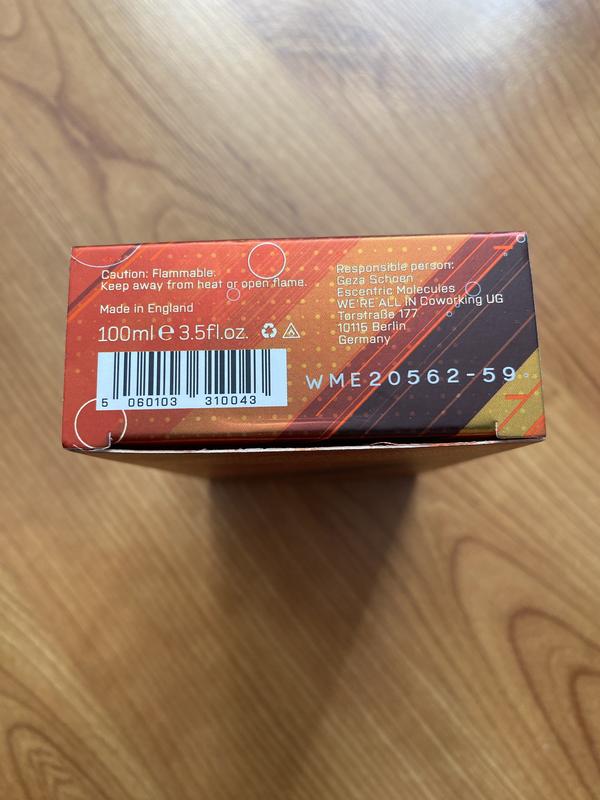 Caution: Flammable.
Keep away from heat or open flame.
Made in England
100ml ℮ 3.5fl.oz.
5 060103 310043
Responsible person:
Geza Schoen
Escentric Molecules
WE'RE ALL IN Coworking UG
Torstraße 177
10115 Berlin
Germany
WME20562-59